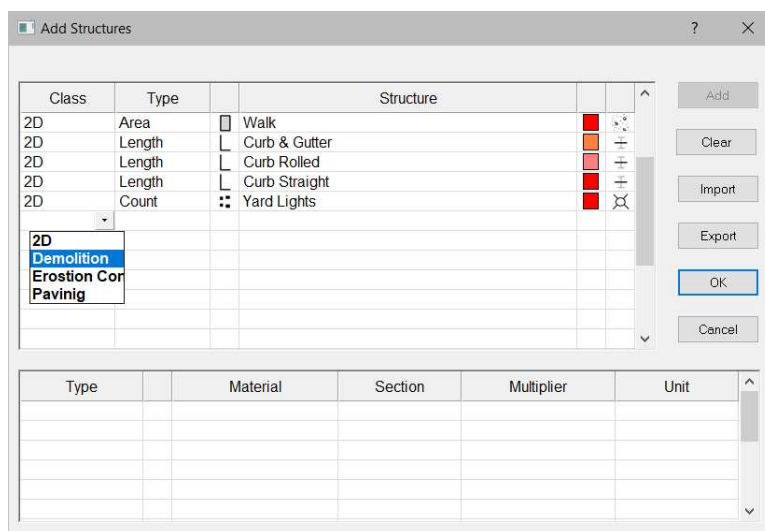 Add Structures ?
Class Type Structure
Add
2D Area Walk
2D Length Curb & Gutter
Clear
2D Length Curb Rolled
2D Length Curb Straight
Import
2D Count Yard Lights
2D
Export
Demolition
Erostion Con
OK
Pavinig
Cancel
Type Material Section Multiplier Unit